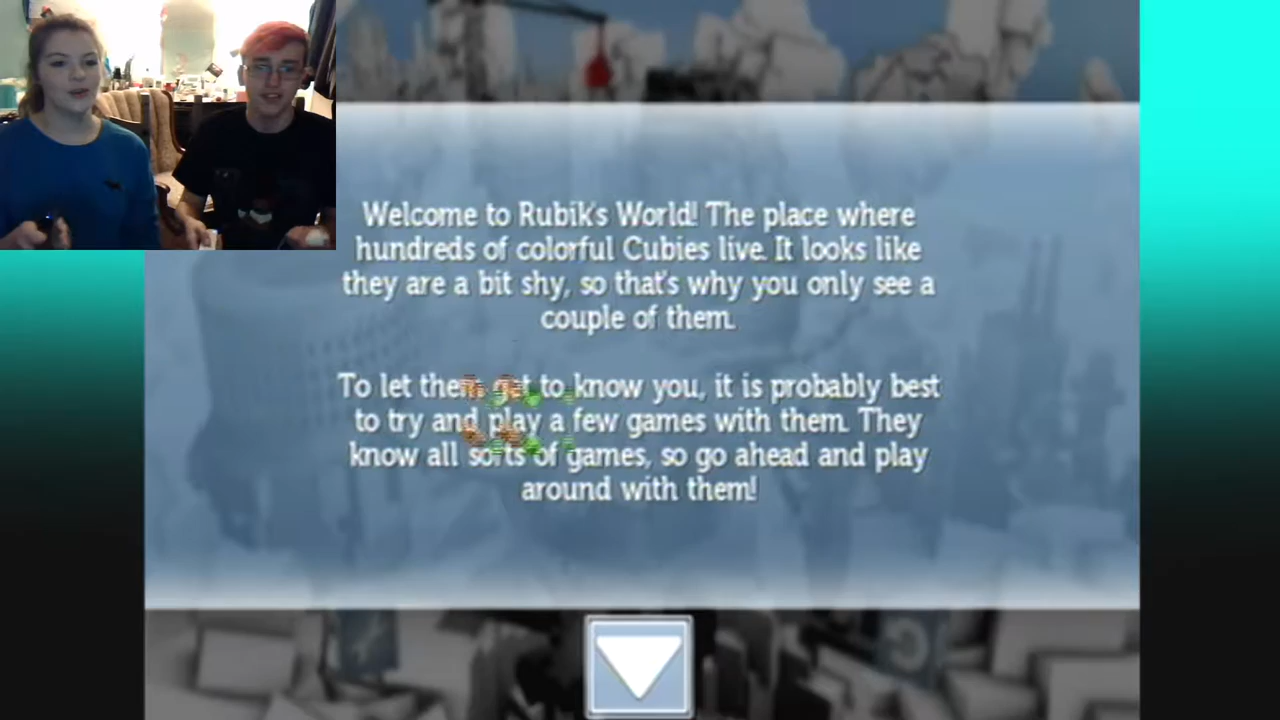 Welcome to Rubik's World! The place where
hundreds of colorful Cubies live. It looks like
they are a bit shy, so that's why you only see a
couple of them.
To let them get to know you, it is probably best
to try and play a few games with them. They
know all sorts of games, so go ahead and play
around with them!